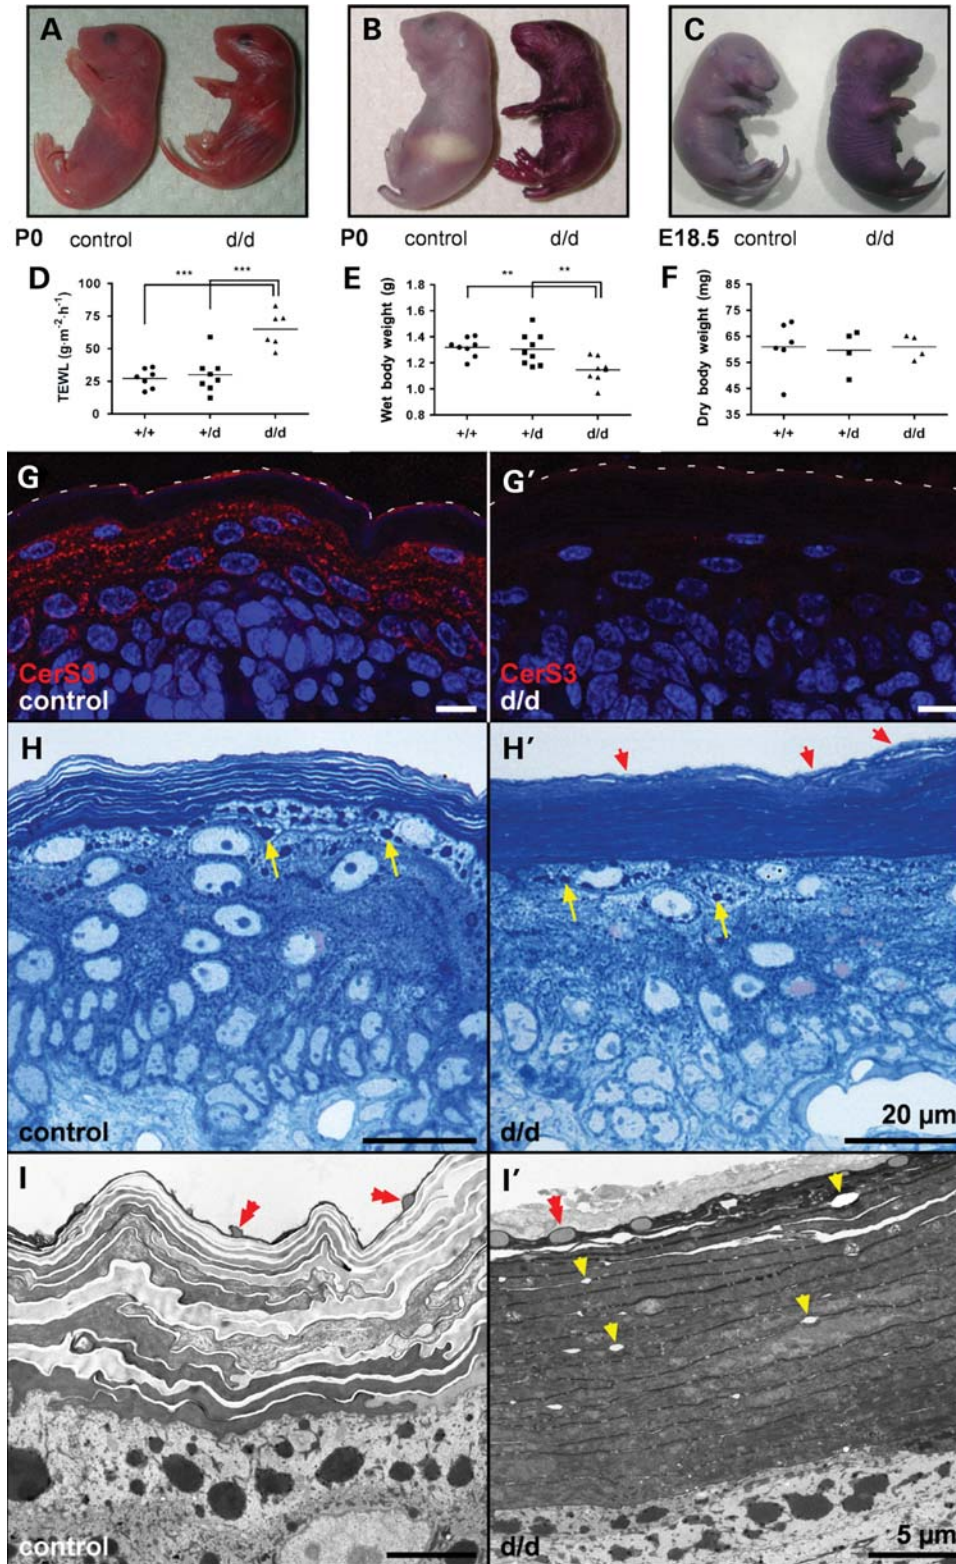 A
B
C
P0 control d/d
P0 control d/d
E18.5 control d/d
D
TEWL (g·m⁻²·h⁻¹)
100
75
50
25
0
*** ***
+/+ +/d d/d
E
Wet body weight (g)
1.8
1.6
1.4
1.2
1.0
0.8
** **
+/+ +/d d/d
F
Dry body weight (mg)
85
75
65
55
45
35
+/+ +/d d/d
G
CerS3
control
G′
CerS3
d/d
H
control
H′
d/d
20 µm
I
control
I′
d/d
5 µm